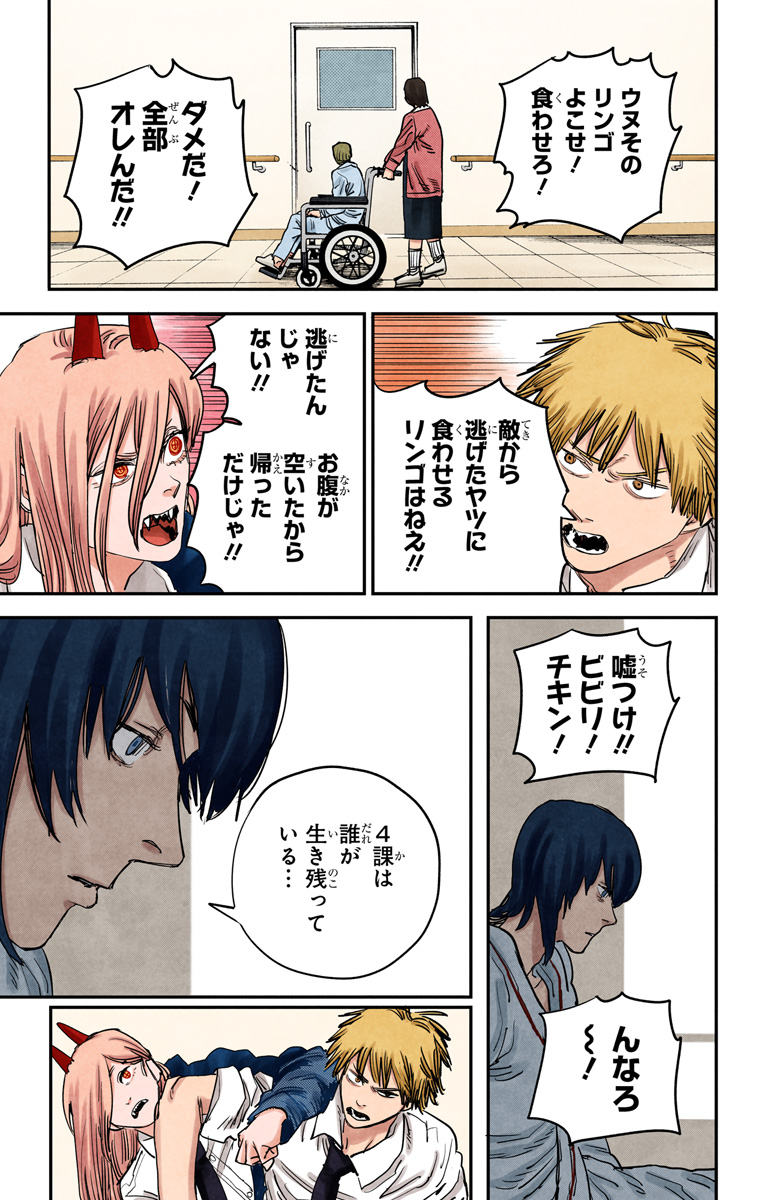 ウヌその
リンゴ
よこせ！
食わせろ！
ダメだ！
全部
オレんだ!!
敵から
逃げたヤツに
食わせる
リンゴはねえ!!
逃げたん
じゃ
ない!!
お腹が
空いたから
帰った
だけじゃ!!
嘘つけ!!
ビビリ！
チキン！
４課は
誰が
生き残って
いる…
んなろ
〜！